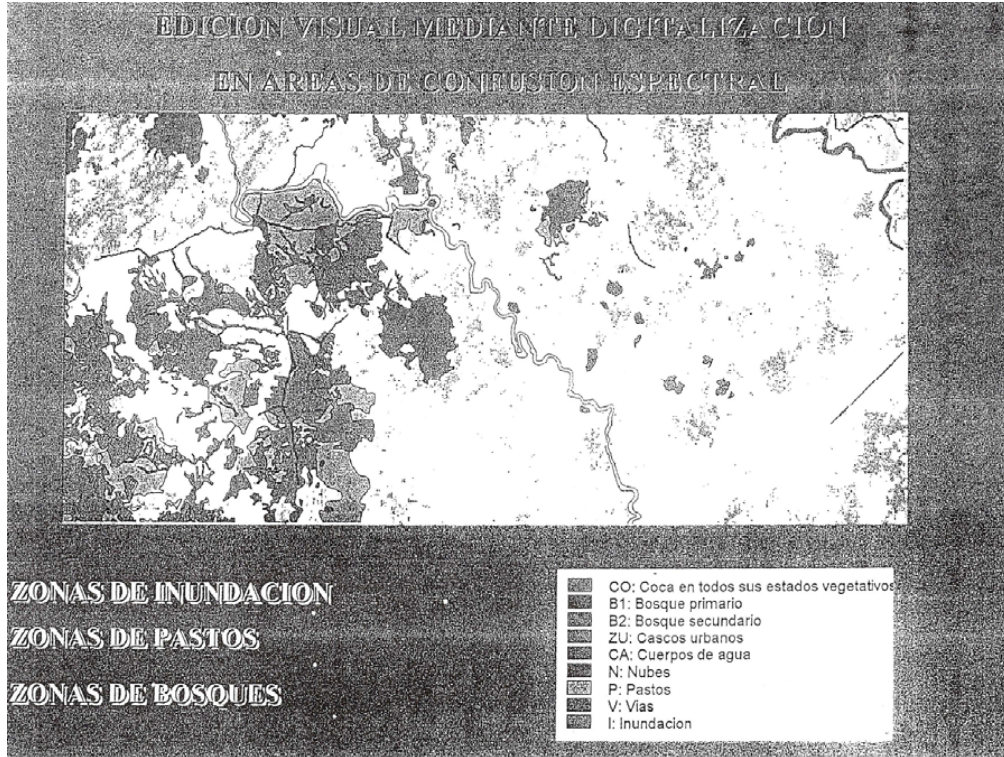 EDICION VISUAL MEDIANTE DIGITALIZACION
EN AREAS DE CONFUSION ESPECTRAL
ZONAS DE INUNDACION
ZONAS DE PASTOS
ZONAS DE BOSQUES
CO: Coca en todos sus estados vegetativos
B1: Bosque primario
B2: Bosque secundario
ZU: Cascos urbanos
CA: Cuerpos de agua
N: Nubes
P: Pastos
V: Vias
I: Inundacion